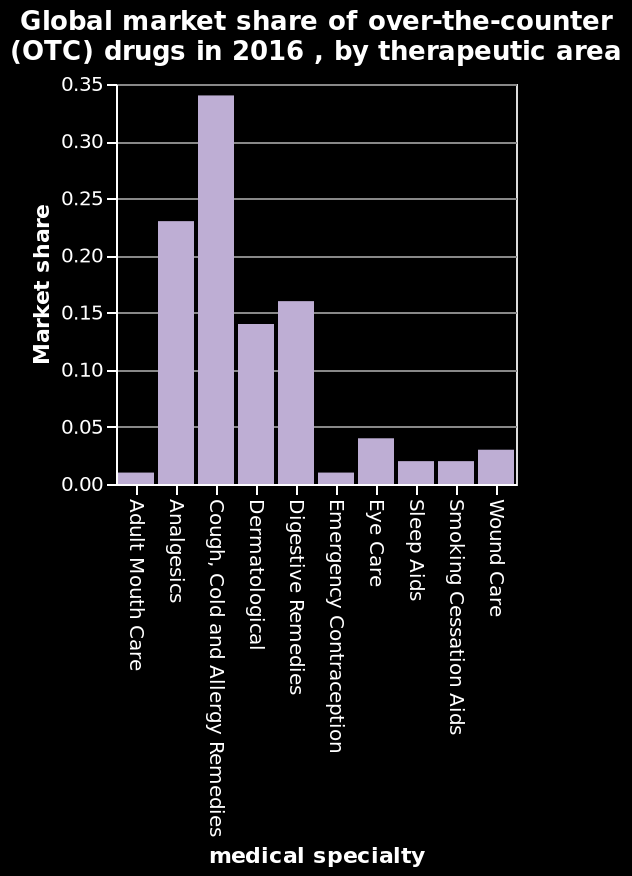 Global market share of over-the-counter
(OTC) drugs in 2016 , by therapeutic area
Market share
0.35
0.30
0.25
0.20
0.15
0.10
0.05
0.00
Adult Mouth Care
Analgesics
Cough, Cold and Allergy Remedies
Dermatological
Digestive Remedies
Emergency Contraception
Eye Care
Sleep Aids
Smoking Cessation Aids
Wound Care
medical specialty